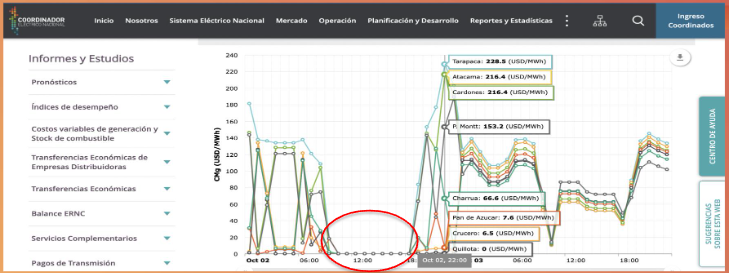 COORDINADOR
ELÉCTRICO NACIONAL
Inicio Nosotros Sistema Eléctrico Nacional Mercado Operación Planificación y Desarrollo Reportes y Estadísticas
Ingreso
Coordinados
Informes y Estudios
Pronósticos
Índices de desempeño
Costos variables de generación y
Stock de combustible
Transferencias Económicas de
Empresas Distribuidoras
Transferencias Económicas
Balance ERNC
Servicios Complementarios
Pagos de Transmisión
CMg (USD/MWh)
240
220
200
180
160
140
120
100
80
60
40
20
0
Tarapaca: 228.5 (USD/MWh)
Atacama: 216.4 (USD/MWh)
Cardones: 216.4 (USD/MWh)
P. Montt: 153.2 (USD/MWh)
Charrua: 66.6 (USD/MWh)
Pan de Azucar: 7.6 (USD/MWh)
Crucero: 6.5 (USD/MWh)
Quillota: 0 (USD/MWh)
Oct 02 06:00 12:00 18: Oct 02, 22:00 03 06:00 12:00 18:00
CENTRO DE AYUDA
SUGERENCIAS
SOBRE ESTA WEB